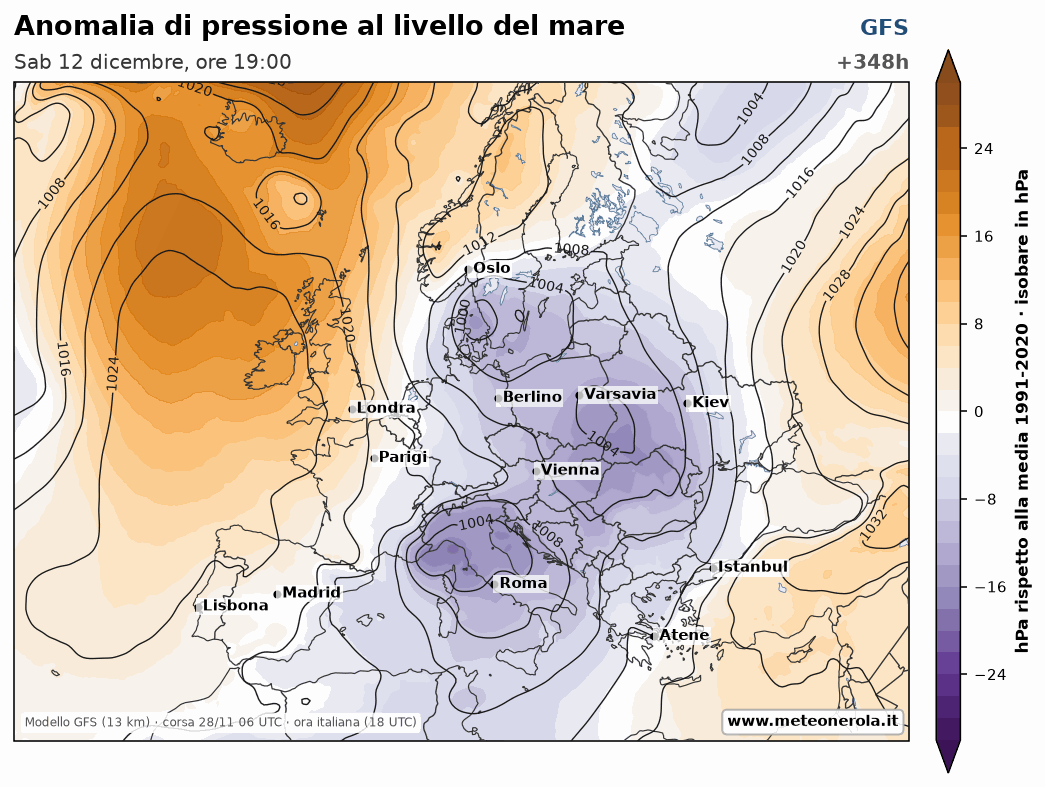 Anomalia di pressione al livello del mare
GFS
Sab 12 dicembre, ore 19:00
+348h
1020
1004
1008
1008
1016
1016
1024
1012
1008
1020
Oslo
1004
1028
1000
1020
1016
1024
Berlino
Varsavia
Kiev
Londra
1004
Parigi
Vienna
1004
1008
1032
Istanbul
Roma
Madrid
Lisbona
Atene
Modello GFS (13 km) · corsa 28/11 06 UTC · ora italiana (18 UTC)
www.meteonerola.it
24
16
8
0
−8
−16
−24
hPa rispetto alla media 1991-2020 · isobare in hPa